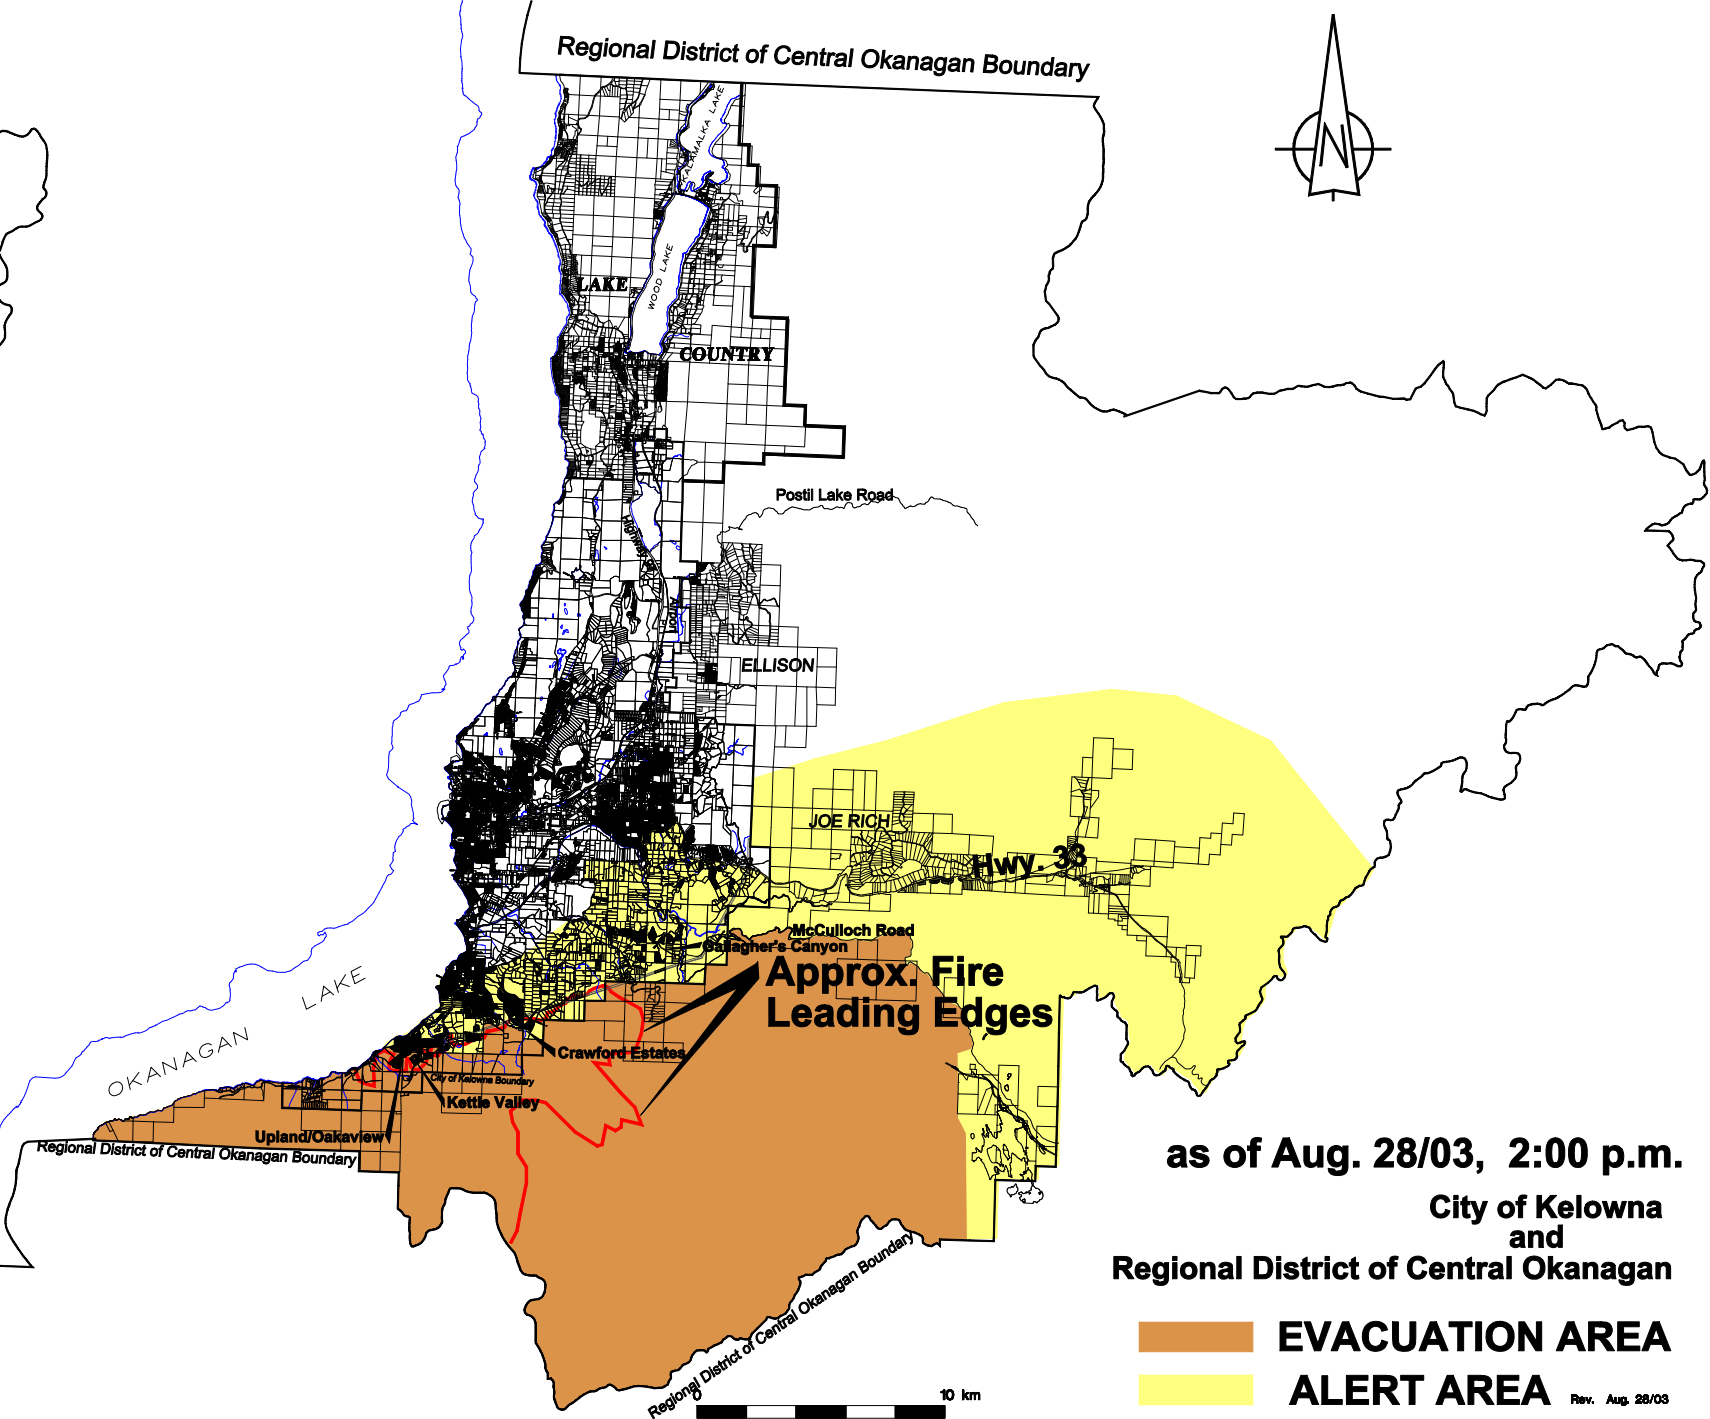 Regional District of Central Okanagan Boundary
N
KALAMALKA LAKE
WOOD LAKE
LAKE
COUNTRY
Postil Lake Road
Highway
ELLISON
JOE RICH
Hwy. 33
McCulloch Road
Gallagher's Canyon
Approx. Fire
Leading Edges
OKANAGAN LAKE
Crawford Estates
City of Kelowna Boundary
Kettle Valley
Upland/Oakaview
Regional District of Central Okanagan Boundary
as of Aug. 28/03, 2:00 p.m.
City of Kelowna
and
Regional District of Central Okanagan
Regional District of Central Okanagan Boundary
EVACUATION AREA
ALERT AREA
Rev. Aug. 28/03
0 10 km